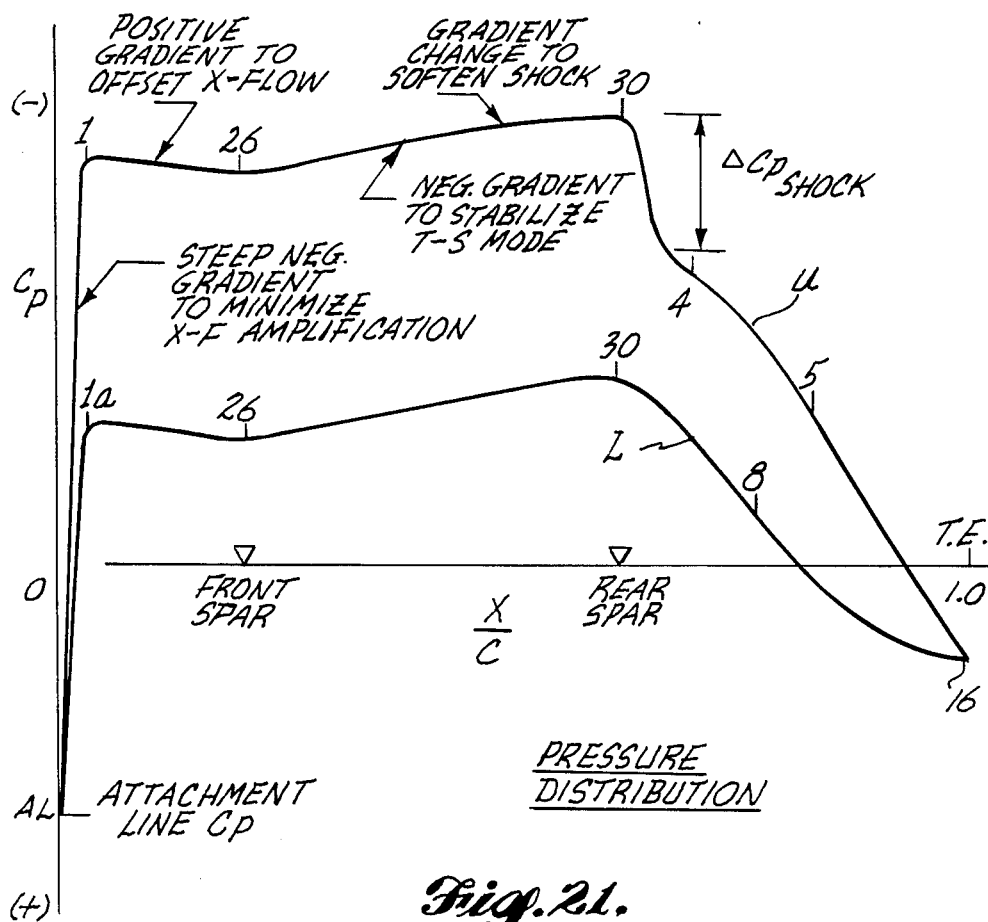 POSITIVE
GRADIENT TO
OFFSET X-FLOW
GRADIENT
CHANGE TO
SOFTEN SHOCK
(-)
1
26
30
ΔCp SHOCK
NEG. GRADIENT
TO STABILIZE
T-S MODE
STEEP NEG.
GRADIENT
TO MINIMIZE
X-F AMPLIFICATION
Cp
4
u
1a
26
30
5
L
8
T.E.
O
FRONT
SPAR
X
C
REAR
SPAR
1.0
16
PRESSURE
DISTRIBUTION
AL
ATTACHMENT
LINE Cp
(+)
Fig. 21.